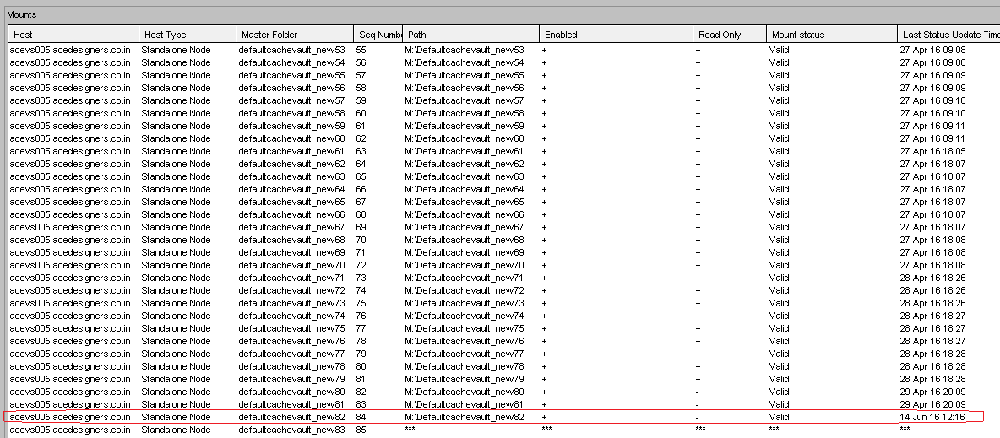 Mounts
Host Host Type Master Folder Seq Numb Path Enabled Read Only Mount status Last Status Update Time
acevs005.acedesigners.co.in Standalone Node defaultcachevault_new53 55 M:\Defaultcachevault_new53 + + Valid 27 Apr 16 09:08
acevs005.acedesigners.co.in Standalone Node defaultcachevault_new54 56 M:\Defaultcachevault_new54 + + Valid 27 Apr 16 09:08
acevs005.acedesigners.co.in Standalone Node defaultcachevault_new55 57 M:\Defaultcachevault_new55 + + Valid 27 Apr 16 09:09
acevs005.acedesigners.co.in Standalone Node defaultcachevault_new56 58 M:\Defaultcachevault_new56 + + Valid 27 Apr 16 09:09
acevs005.acedesigners.co.in Standalone Node defaultcachevault_new57 59 M:\Defaultcachevault_new57 + + Valid 27 Apr 16 09:10
acevs005.acedesigners.co.in Standalone Node defaultcachevault_new58 60 M:\Defaultcachevault_new58 + + Valid 27 Apr 16 09:10
acevs005.acedesigners.co.in Standalone Node defaultcachevault_new59 61 M:\Defaultcachevault_new59 + + Valid 27 Apr 16 09:11
acevs005.acedesigners.co.in Standalone Node defaultcachevault_new60 62 M:\Defaultcachevault_new60 + + Valid 27 Apr 16 09:11
acevs005.acedesigners.co.in Standalone Node defaultcachevault_new61 63 M:\Defaultcachevault_new61 + + Valid 27 Apr 16 18:05
acevs005.acedesigners.co.in Standalone Node defaultcachevault_new62 64 M:\Defaultcachevault_new62 + + Valid 27 Apr 16 18:07
acevs005.acedesigners.co.in Standalone Node defaultcachevault_new63 65 M:\Defaultcachevault_new63 + + Valid 27 Apr 16 18:07
acevs005.acedesigners.co.in Standalone Node defaultcachevault_new64 66 M:\Defaultcachevault_new64 + + Valid 27 Apr 16 18:07
acevs005.acedesigners.co.in Standalone Node defaultcachevault_new65 67 M:\Defaultcachevault_new65 + + Valid 27 Apr 16 18:07
acevs005.acedesigners.co.in Standalone Node defaultcachevault_new66 68 M:\Defaultcachevault_new66 + + Valid 27 Apr 16 18:07
acevs005.acedesigners.co.in Standalone Node defaultcachevault_new67 69 M:\Defaultcachevault_new67 + + Valid 27 Apr 16 18:07
acevs005.acedesigners.co.in Standalone Node defaultcachevault_new68 70 M:\Defaultcachevault_new68 + + Valid 27 Apr 16 18:08
acevs005.acedesigners.co.in Standalone Node defaultcachevault_new69 71 M:\Defaultcachevault_new69 + + Valid 27 Apr 16 18:08
acevs005.acedesigners.co.in Standalone Node defaultcachevault_new70 72 M:\Defaultcachevault_new70 + + Valid 27 Apr 16 18:08
acevs005.acedesigners.co.in Standalone Node defaultcachevault_new71 73 M:\Defaultcachevault_new71 + + Valid 28 Apr 16 18:26
acevs005.acedesigners.co.in Standalone Node defaultcachevault_new72 74 M:\Defaultcachevault_new72 + + Valid 28 Apr 16 18:26
acevs005.acedesigners.co.in Standalone Node defaultcachevault_new73 75 M:\Defaultcachevault_new73 + + Valid 28 Apr 16 18:26
acevs005.acedesigners.co.in Standalone Node defaultcachevault_new74 76 M:\Defaultcachevault_new74 + + Valid 28 Apr 16 18:27
acevs005.acedesigners.co.in Standalone Node defaultcachevault_new75 77 M:\Defaultcachevault_new75 + + Valid 28 Apr 16 18:27
acevs005.acedesigners.co.in Standalone Node defaultcachevault_new76 78 M:\Defaultcachevault_new76 + + Valid 28 Apr 16 18:27
acevs005.acedesigners.co.in Standalone Node defaultcachevault_new77 79 M:\Defaultcachevault_new77 + + Valid 28 Apr 16 18:28
acevs005.acedesigners.co.in Standalone Node defaultcachevault_new78 80 M:\Defaultcachevault_new78 + + Valid 28 Apr 16 18:28
acevs005.acedesigners.co.in Standalone Node defaultcachevault_new79 81 M:\Defaultcachevault_new79 + + Valid 28 Apr 16 18:28
acevs005.acedesigners.co.in Standalone Node defaultcachevault_new80 82 M:\Defaultcachevault_new80 + - Valid 29 Apr 16 20:09
acevs005.acedesigners.co.in Standalone Node defaultcachevault_new81 83 M:\Defaultcachevault_new81 + - Valid 29 Apr 16 20:09
acevs005.acedesigners.co.in Standalone Node defaultcachevault_new82 84 M:\Defaultcachevault_new82 + - Valid 14 Jun 16 12:16
acevs005.acedesigners.co.in Standalone Node defaultcachevault_new83 85 *** *** *** *** ***